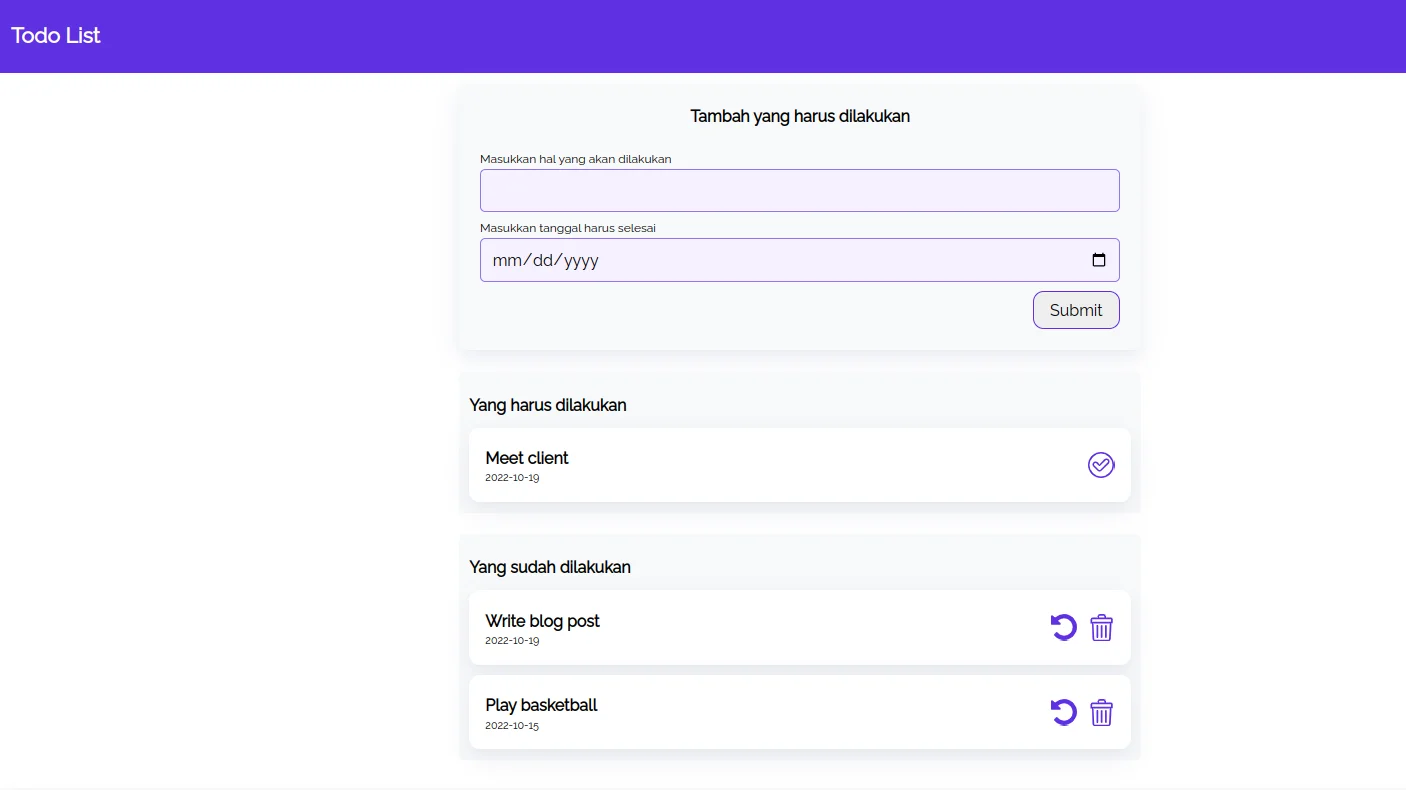 Todo List
Tambah yang harus dilakukan
Masukkan hal yang akan dilakukan
Masukkan tanggal harus selesai
mm/dd/yyyy
Submit
Yang harus dilakukan
Meet client
2022-10-19
Yang sudah dilakukan
Write blog post
2022-10-19
Play basketball
2022-10-15